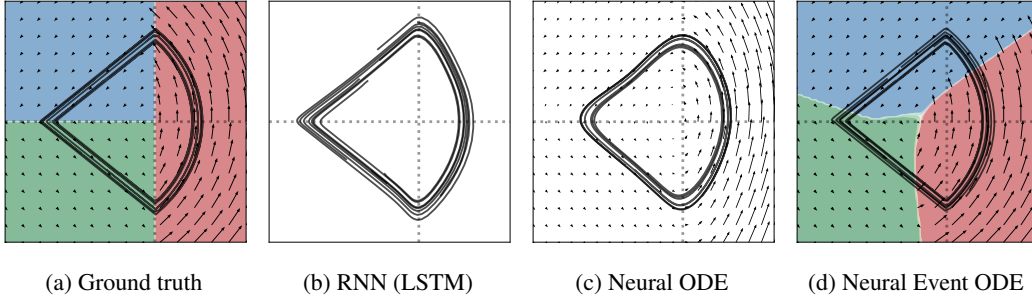 (a) Ground truth
(b) RNN (LSTM)
(c) Neural ODE
(d) Neural Event ODE